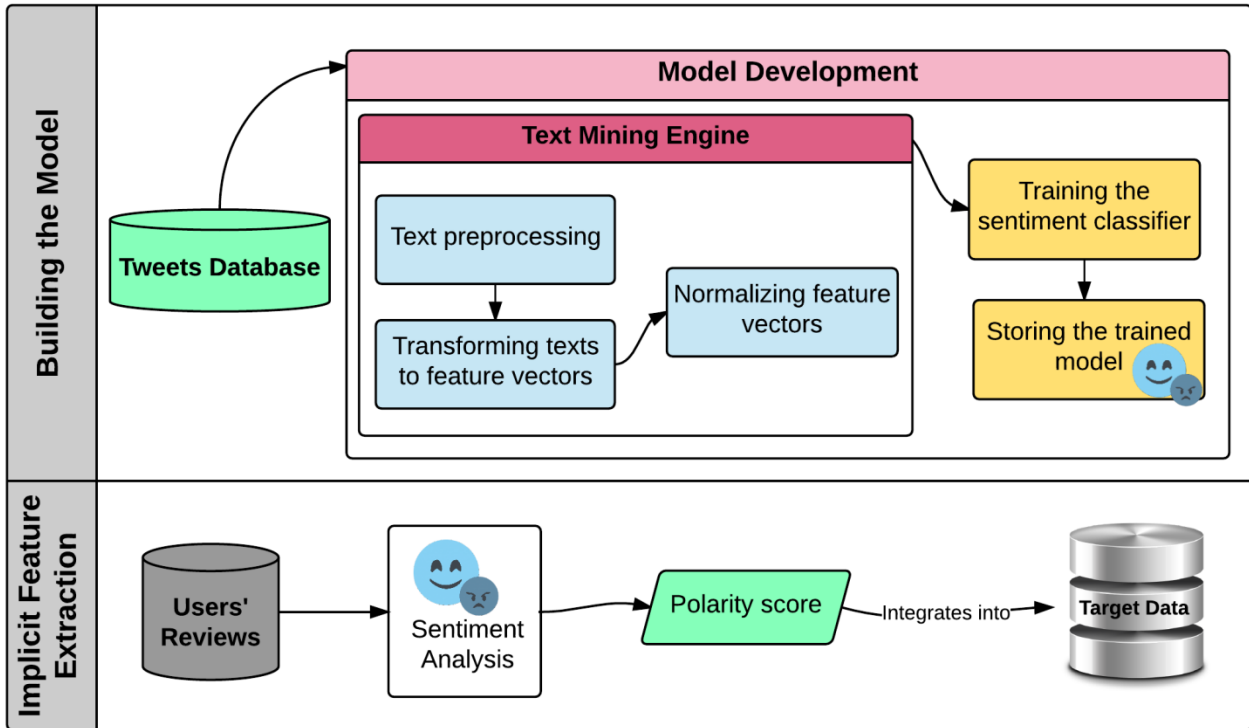 Building the Model
Model Development
Text Mining Engine
Tweets Database
Text preprocessing
Transforming texts
to feature vectors
Normalizing feature
vectors
Training the
sentiment classifier
Storing the trained
model
Implicit Feature
Extraction
Users'
Reviews
Sentiment
Analysis
Polarity score
Integrates into
Target Data